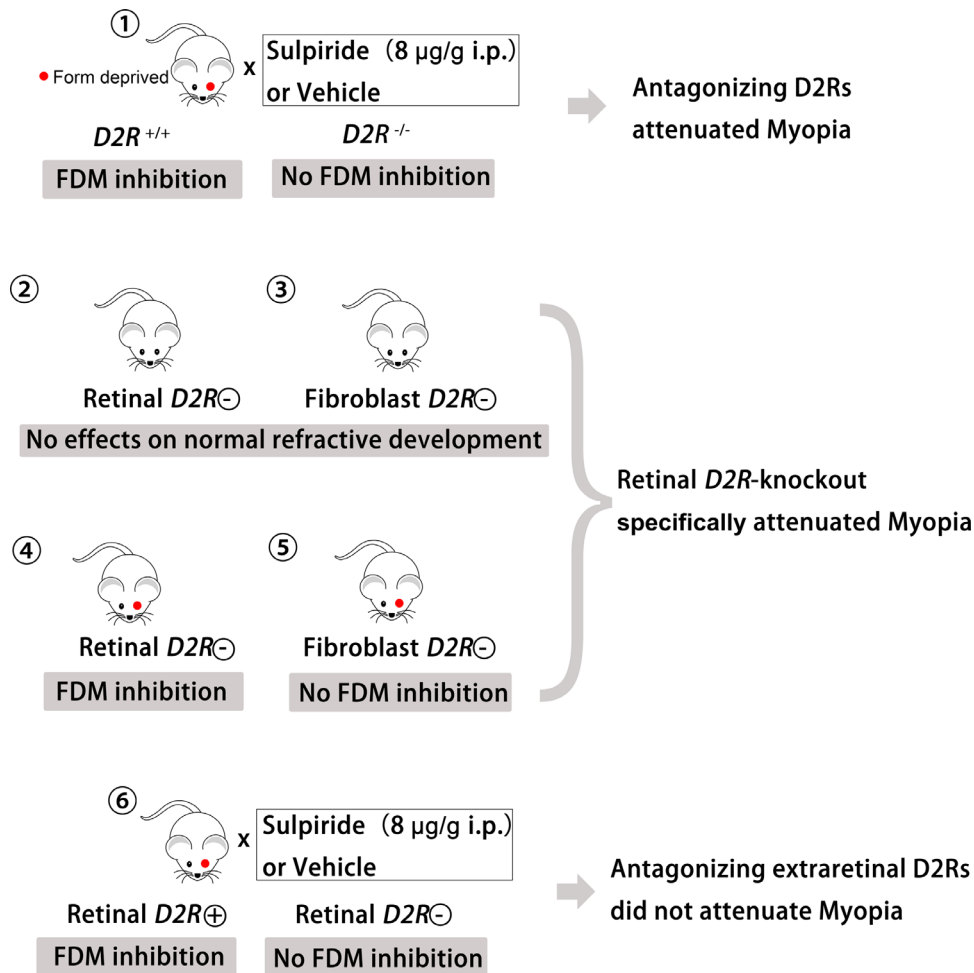 ①
Form deprived
x
Sulpiride (8 µg/g i.p.)
or Vehicle
D2R +/+
D2R -/-
FDM inhibition
No FDM inhibition
Antagonizing D2Rs
attenuated Myopia
②
③
Retinal D2R⊖
Fibroblast D2R⊖
No effects on normal refractive development
④
⑤
Retinal D2R⊖
Fibroblast D2R⊖
FDM inhibition
No FDM inhibition
Retinal D2R-knockout
specifically attenuated Myopia
⑥
x
Sulpiride (8 µg/g i.p.)
or Vehicle
Retinal D2R⊕
Retinal D2R⊖
FDM inhibition
No FDM inhibition
Antagonizing extraretinal D2Rs
did not attenuate Myopia